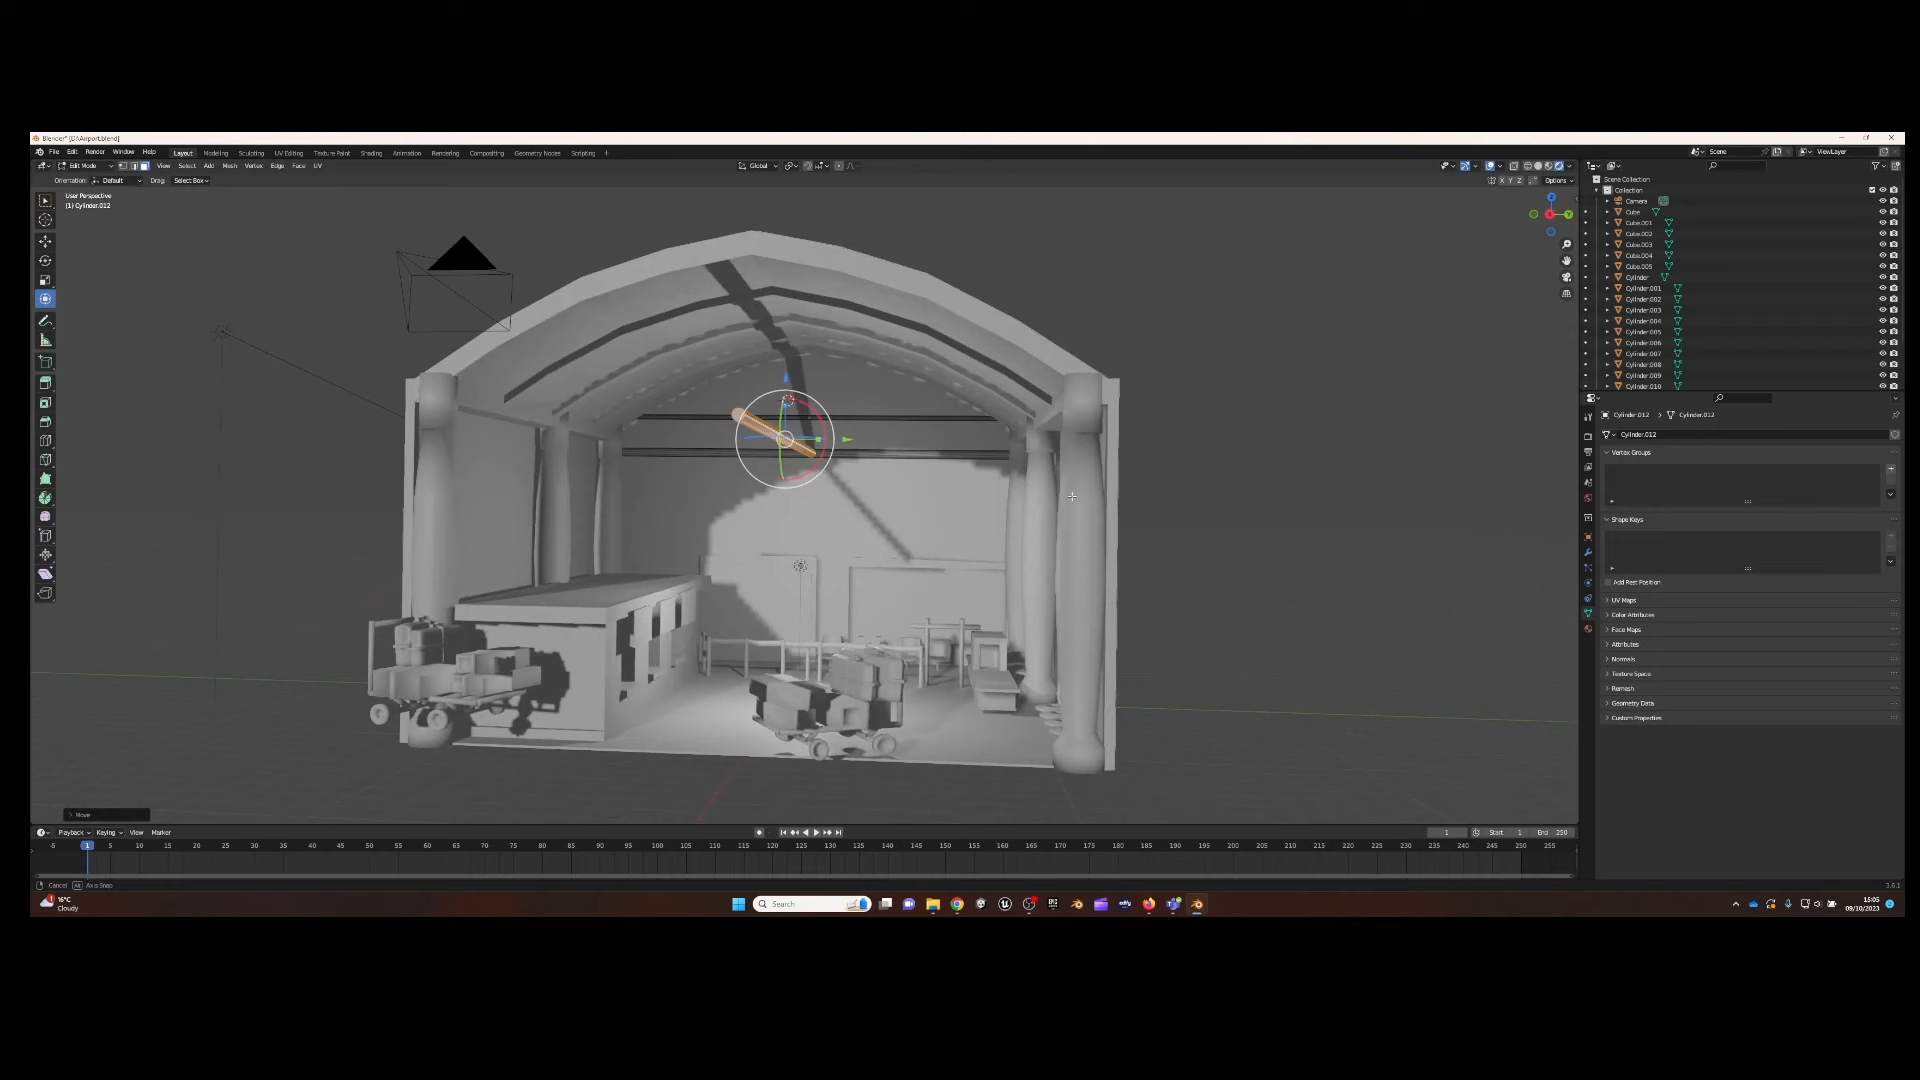 Blender* [D:\Airport.blend]
File Edit Render Window Help Layout Modeling Sculpting UV Editing Texture Paint Shading Animation Rendering Compositing Geometry Nodes Scripting + Scene ViewLayer
Edit Mode View Select Add Mesh Vertex Edge Face UV Global
Orientation: Default Drag: Select Box X Y Z Options
User Perspective
(1) Cylinder.012
Scene Collection
Collection
Camera
Cube
Cube.001
Cube.002
Cube.003
Cube.004
Cube.005
Cylinder
Cylinder.001
Cylinder.002
Cylinder.003
Cylinder.004
Cylinder.005
Cylinder.006
Cylinder.007
Cylinder.008
Cylinder.009
Cylinder.010
Cylinder.012 > Cylinder.012
Cylinder.012
Vertex Groups
Shape Keys
Add Rest Position
UV Maps
Color Attributes
Face Maps
Attributes
Normals
Texture Space
Remesh
Geometry Data
Custom Properties
Move
Playback Keying View Marker 1 Start 1 End 250
-5 1 5 10 15 20 25 30 35 40 45 50 55 60 65 70 75 80 85 90 95 100 105 110 115 120 125 130 135 140 145 150 155 160 165 170 175 180 185 190 195 200 205 210 215 220 225 230 235 240 245 250 255
Cancel Alt Axis Snap 3.6.1
16°C
Cloudy
Search
15:05
09/10/2023